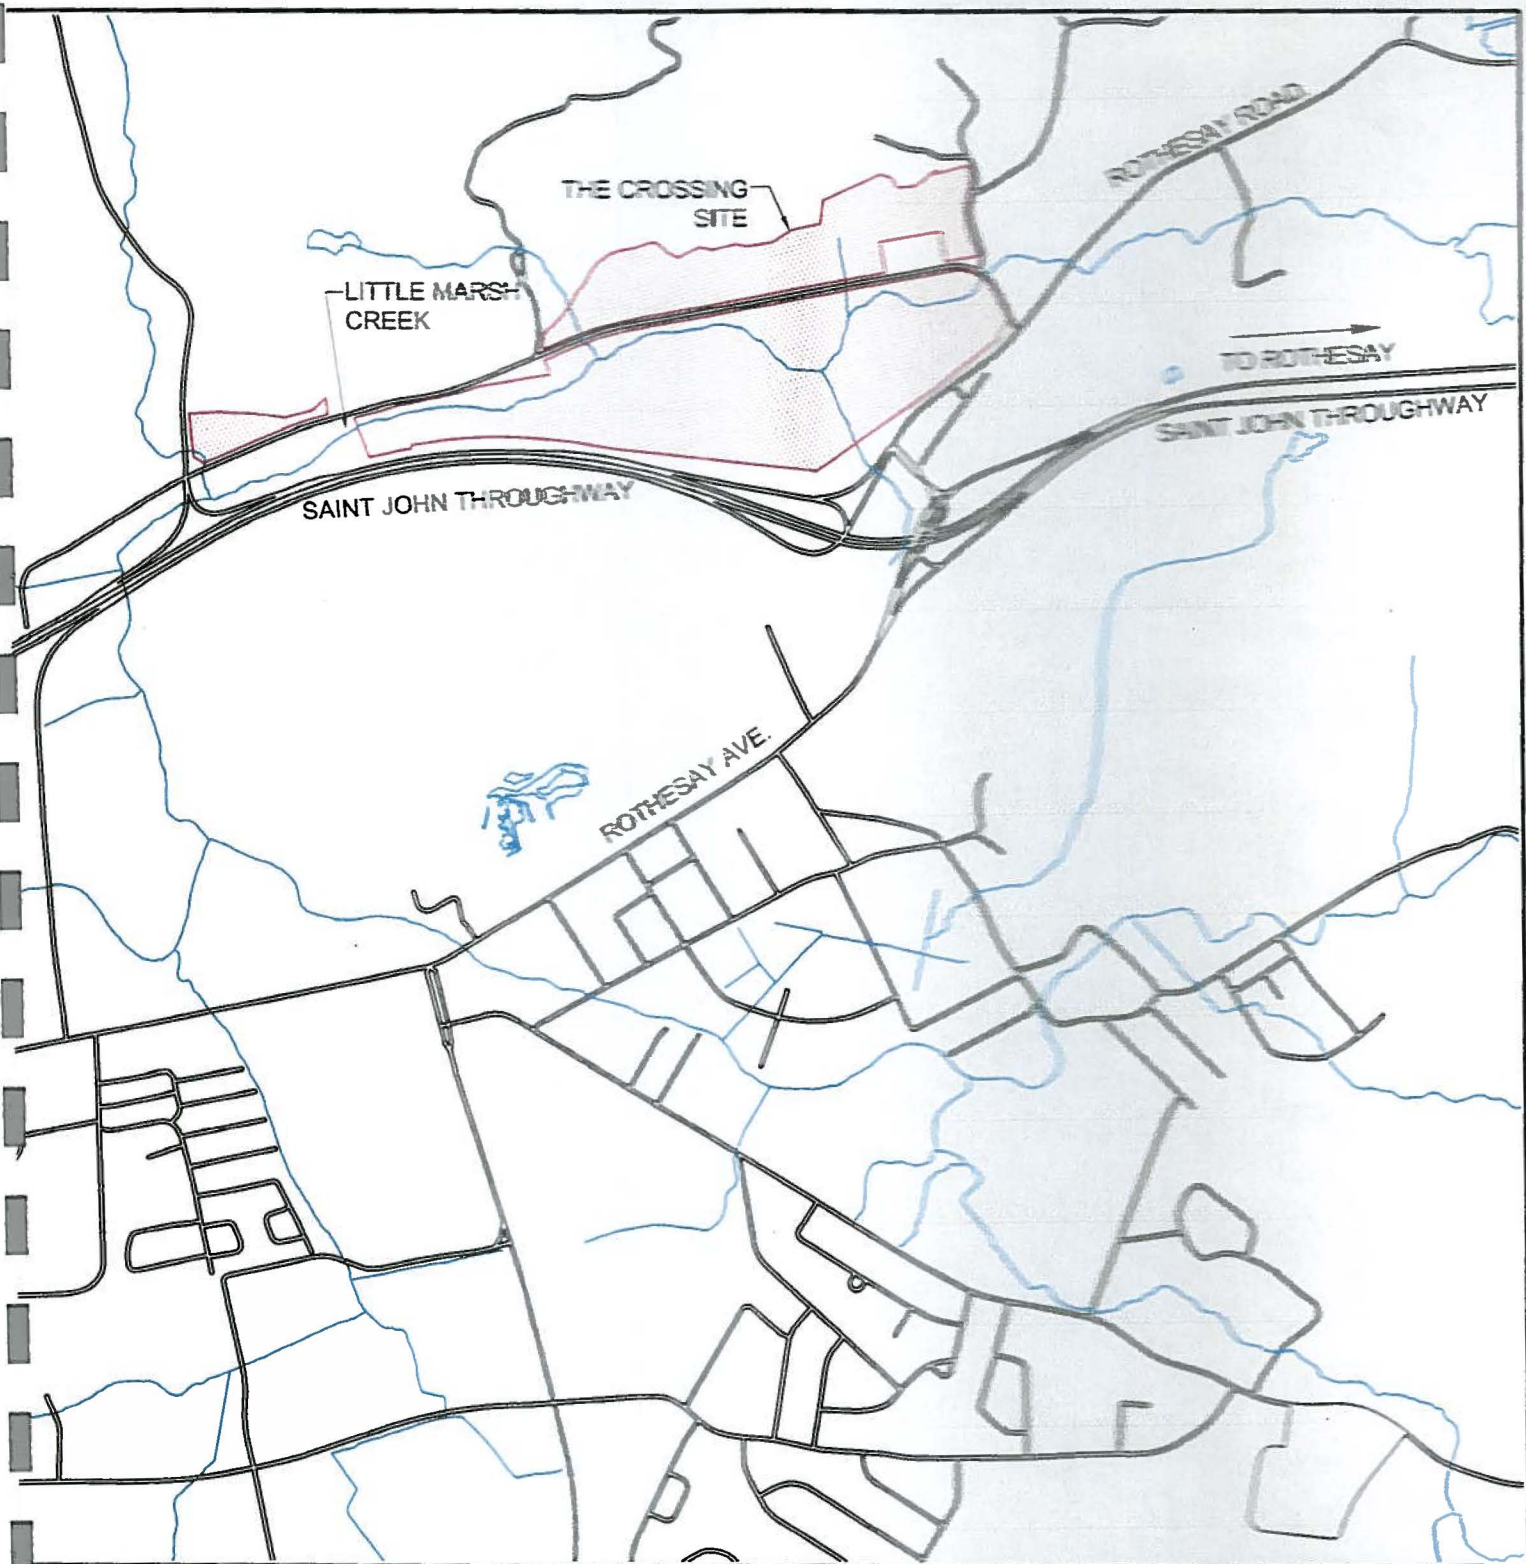 ROTHESAY ROAD
THE CROSSING
SITE
LITTLE MARSH
CREEK
TO ROTHESAY
SAINT JOHN THROUGHWAY
SAINT JOHN THROUGHWAY
ROTHESAY AVE.